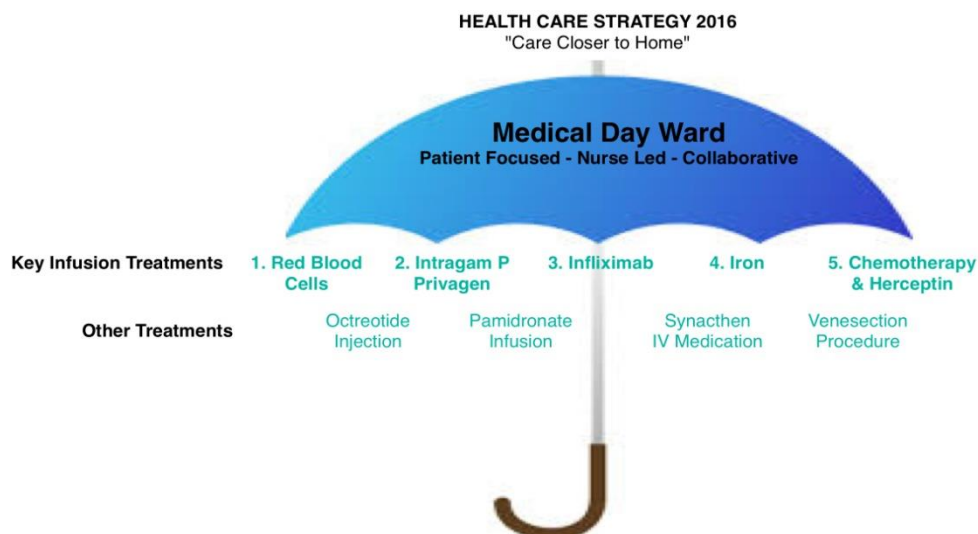 HEALTH CARE STRATEGY 2016
"Care Closer to Home"
Medical Day Ward
Patient Focused - Nurse Led - Collaborative
Key Infusion Treatments 1. Red Blood 2. Intragam P 3. Infliximab 4. Iron 5. Chemotherapy
Cells Privagen & Herceptin
Other Treatments Octreotide Pamidronate Synacthen Venesection
Injection Infusion IV Medication Procedure